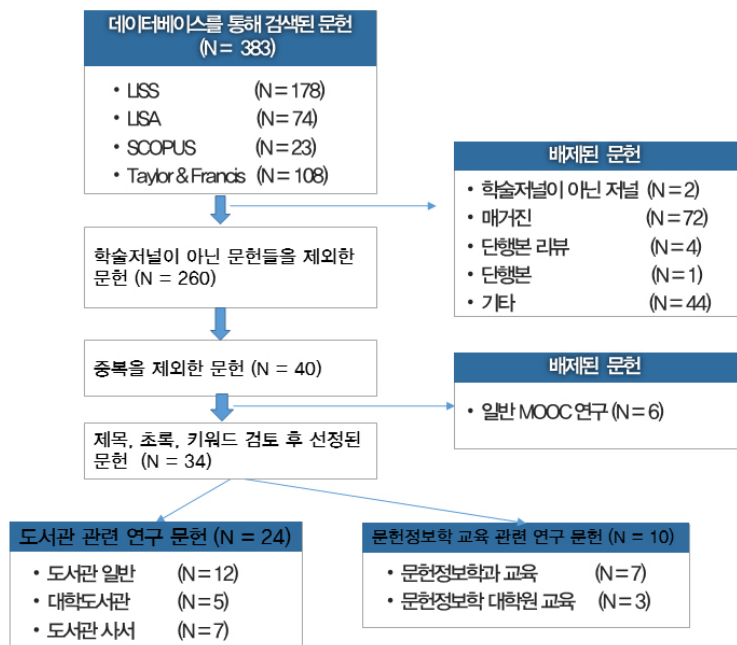 데이터베이스를 통해 검색된 문헌
(N = 383)
• LISS (N=178)
• LISA (N=74)
• SCOPUS (N=23)
• Taylor & Francis (N=108)
배제된 문헌
• 학술저널이 아닌 저널 (N=2)
• 매거진 (N=72)
• 단행본 리뷰 (N=4)
• 단행본 (N=1)
• 기타 (N=44)
학술저널이 아닌 문헌들을 제외한
문헌 (N = 260)
중복을 제외한 문헌 (N = 40)
배제된 문헌
• 일반 MOOC 연구 (N=6)
제목, 초록, 키워드 검토 후 선정된
문헌 (N = 34)
도서관 관련 연구 문헌 (N = 24)
• 도서관 일반 (N=12)
• 대학도서관 (N=5)
• 도서관 사서 (N=7)
문헌정보학 교육 관련 연구 문헌 (N = 10)
• 문헌정보학과 교육 (N=7)
• 문헌정보학 대학원 교육 (N=3)